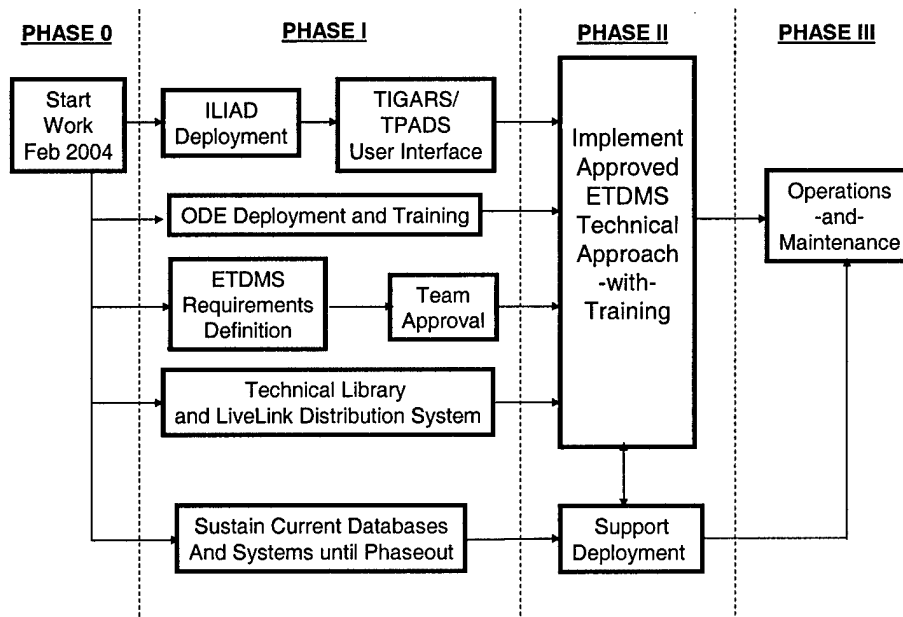 PHASE 0
PHASE I
PHASE II
PHASE III
Start
Work
Feb 2004
ILIAD
Deployment
TIGARS/
TPADS
User Interface
ODE Deployment and Training
ETDMS
Requirements
Definition
Team
Approval
Technical Library
and LiveLink Distribution System
Sustain Current Databases
And Systems until Phaseout
Implement
Approved
ETDMS
Technical
Approach
-with-
Training
Support
Deployment
Operations
-and-
Maintenance